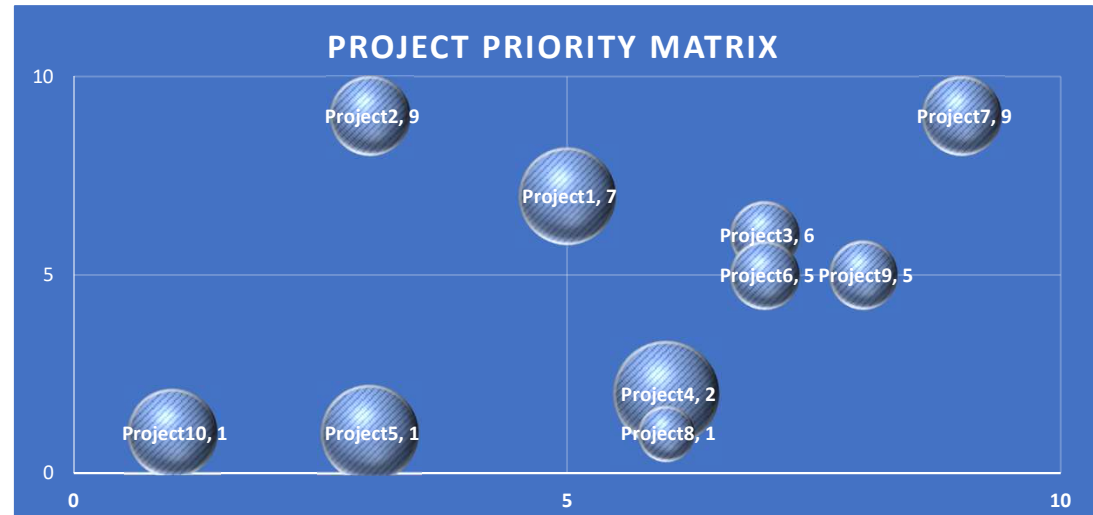 PROJECT PRIORITY MATRIX
10
Project2, 9
Project7, 9
Project1, 7
Project3, 6
5
Project6, 5
Project9, 5
Project4, 2
Project10, 1
Project5, 1
Project8, 1
0
0
5
10